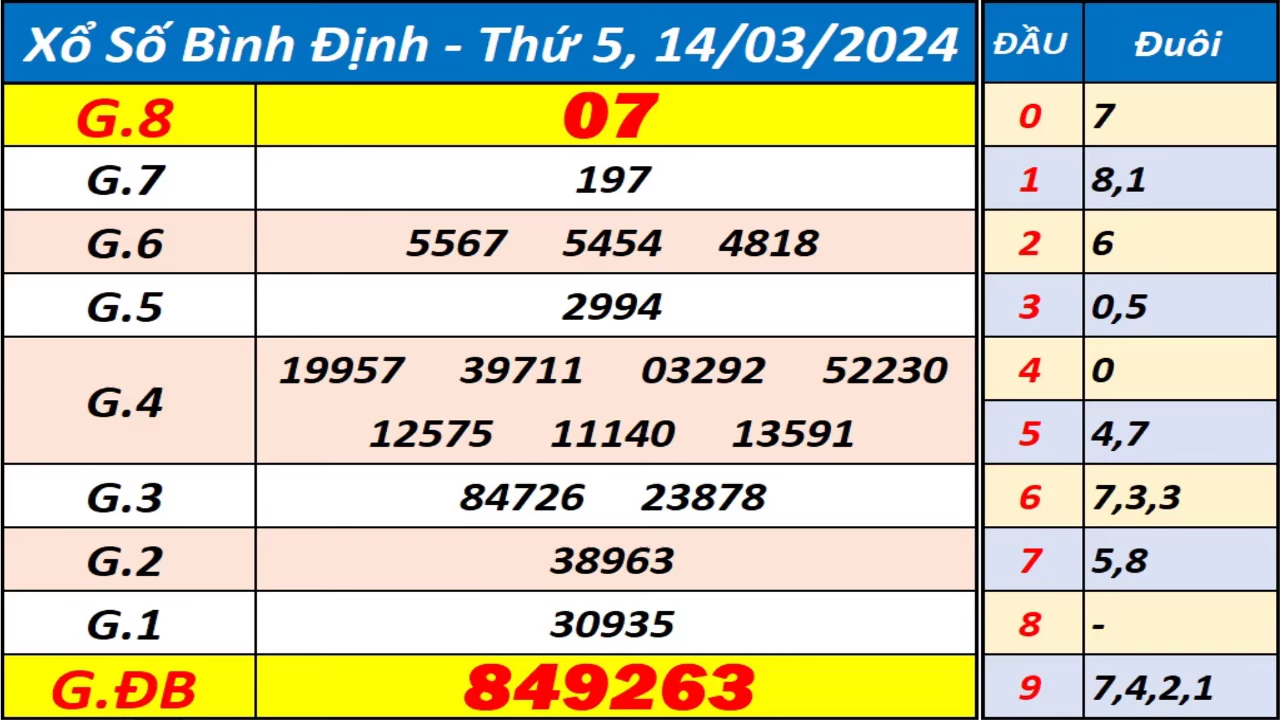 Xổ Số Bình Định - Thứ 5, 14/03/2024
G.8 07
G.7 197
G.6 5567 5454 4818
G.5 2994
G.4 19957 39711 03292 52230
12575 11140 13591
G.3 84726 23878
G.2 38963
G.1 30935
G.ĐB 849263
ĐẦU Đuôi
0 7
1 8,1
2 6
3 0,5
4 0
5 4,7
6 7,3,3
7 5,8
8 -
9 7,4,2,1